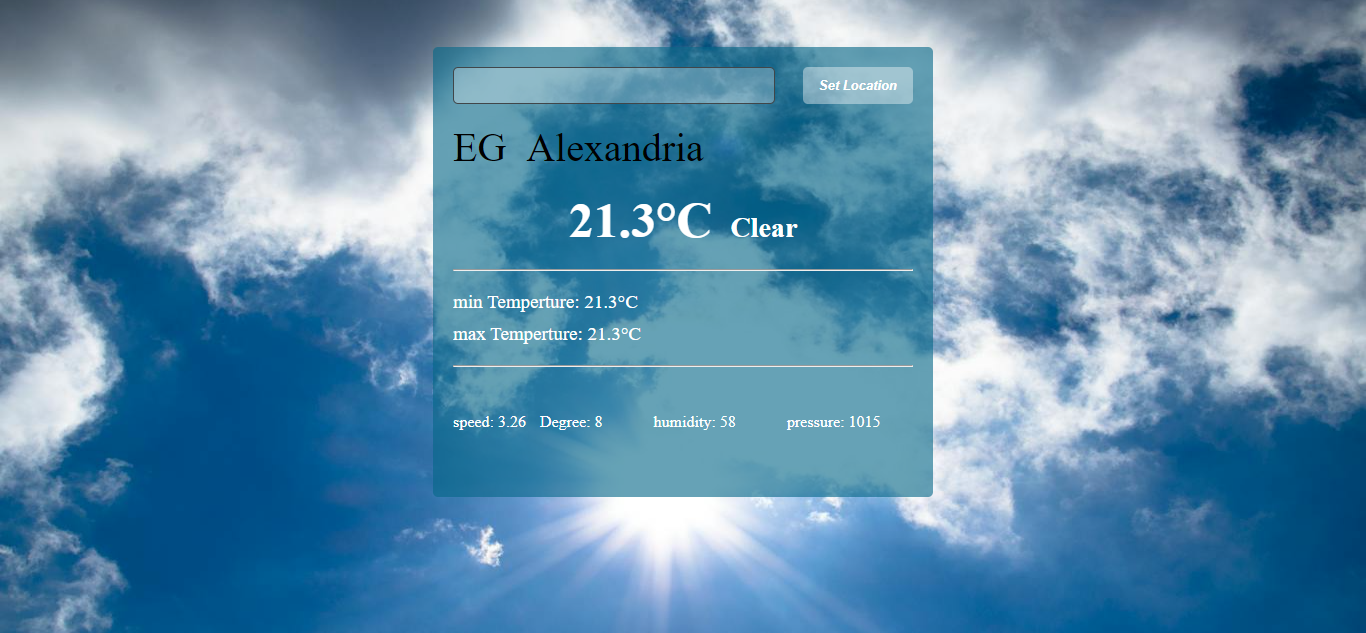 Set Location
EG Alexandria
21.3°C Clear
min Temperture: 21.3°C
max Temperture: 21.3°C
speed: 3.26 Degree: 8 humidity: 58 pressure: 1015